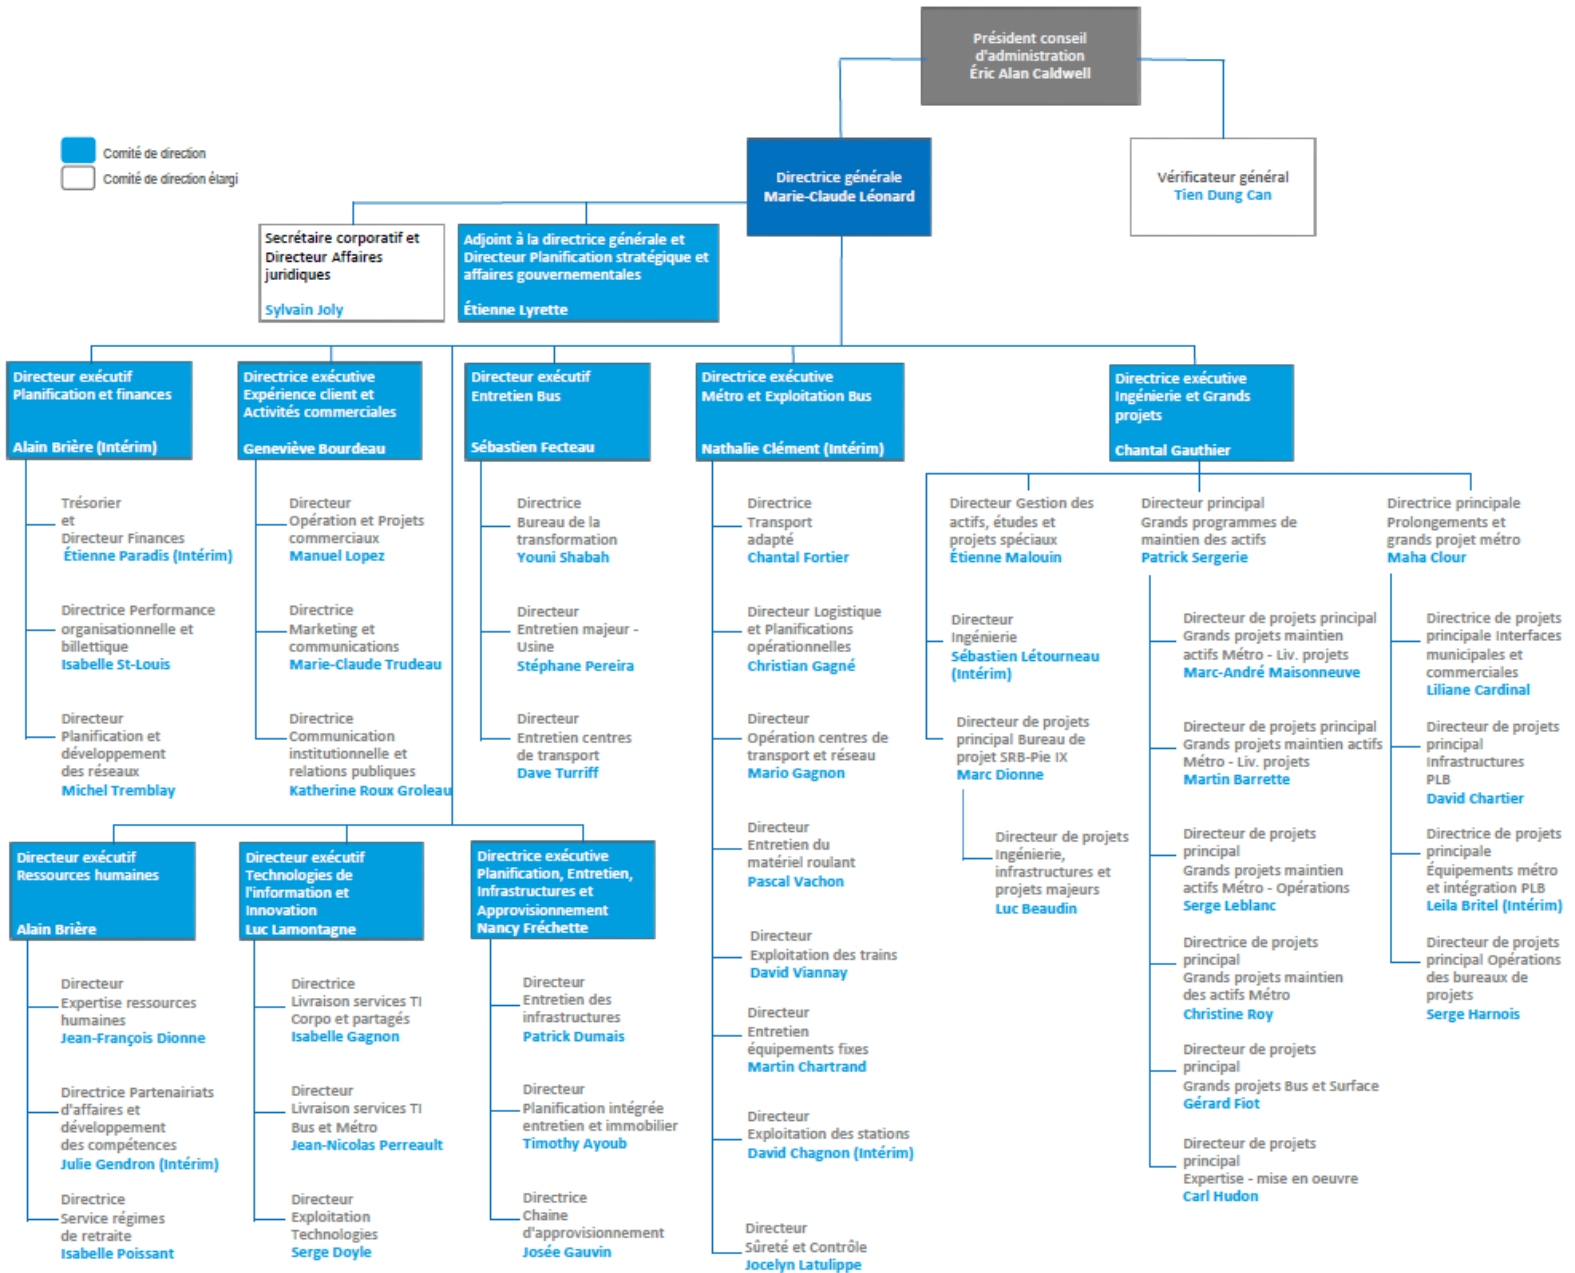 Président conseil
d'administration
Éric Alan Caldwell
Comité de direction
Comité de direction élargi
Directrice générale
Marie-Claude Léonard
Vérificateur général
Tien Dung Can
Secrétaire corporatif et
Directeur Affaires
juridiques
Sylvain Joly
Adjoint à la directrice générale et
Directeur Planification stratégique et
affaires gouvernementales
Étienne Lyrette
Directeur exécutif
Planification et finances
Alain Brière (Intérim)
Directrice exécutive
Expérience client et
Activités commerciales
Geneviève Bourdeau
Directeur exécutif
Entretien Bus
Sébastien Fecteau
Directrice exécutive
Métro et Exploitation Bus
Nathalie Clément (Intérim)
Directrice exécutive
Ingénierie et Grands
projets
Chantal Gauthier
Trésorier
et
Directeur Finances
Étienne Paradis (Intérim)
Directrice Performance
organisationnelle et
billettique
Isabelle St-Louis
Directeur
Planification et
développement
des réseaux
Michel Tremblay
Directeur
Opération et Projets
commerciaux
Manuel Lopez
Directrice
Marketing et
communications
Marie-Claude Trudeau
Directrice
Communication
institutionnelle et
relations publiques
Katherine Roux Groleau
Directrice
Bureau de la
transformation
Youni Shabah
Directeur
Entretien majeur -
Usine
Stéphane Pereira
Directeur
Entretien centres
de transport
Dave Turriff
Directrice
Transport
adapté
Chantal Fortier
Directeur Logistique
et Planifications
opérationnelles
Christian Gagné
Directeur
Opération centres de
transport et réseau
Mario Gagnon
Directeur
Entretien du
matériel roulant
Pascal Vachon
Directeur
Exploitation des trains
David Viannay
Directeur
Entretien
équipements fixes
Martin Chartrand
Directeur
Exploitation des stations
David Chagnon (Intérim)
Directeur
Sûreté et Contrôle
Jocelyn Latulippe
Directeur Gestion des
actifs, études et
projets spéciaux
Étienne Malouin
Directeur
Ingénierie
Sébastien Létourneau
(Intérim)
Directeur de projets
principal Bureau de
projet SRB-Pie IX
Marc Dionne
Directeur de projets
Ingénierie,
infrastructures et
projets majeurs
Luc Beaudin
Directeur principal
Grands programmes de
maintien des actifs
Patrick Sergerie
Directeur de projets principal
Grands projets maintien
actifs Métro - Liv. projets
Marc-André Maisonneuve
Directeur de projets principal
Grands projets maintien actifs
Métro - Liv. projets
Martin Barrette
Directeur de projets
principal
Grands projets maintien
actifs Métro - Opérations
Serge Leblanc
Directrice de projets
principal
Grands projets maintien
des actifs Métro
Christine Roy
Directeur de projets
principal
Grands projets Bus et Surface
Gérard Fiot
Directeur de projets
principal
Expertise - mise en oeuvre
Carl Hudon
Directrice principale
Prolongements et
grands projet métro
Maha Clour
Directrice de projets
principale Interfaces
municipales et
commerciales
Liliane Cardinal
Directeur de projets
principal
Infrastructures
PLB
David Chartier
Directrice de projets
principale
Équipements métro
et intégration PLB
Leila Britel (Intérim)
Directeur de projets
principal Opérations
des bureaux de
projets
Serge Harnois
Directeur exécutif
Ressources humaines
Alain Brière
Directeur exécutif
Technologies de
l'information et
Innovation
Luc Lamontagne
Directrice exécutive
Planification, Entretien,
Infrastructures et
Approvisionnement
Nancy Fréchette
Directeur
Expertise ressources
humaines
Jean-François Dionne
Directrice Partenairiats
d'affaires et
développement
des compétences
Julie Gendron (Intérim)
Directrice
Service régimes
de retraite
Isabelle Poissant
Directrice
Livraison services TI
Corpo et partagés
Isabelle Gagnon
Directeur
Livraison services TI
Bus et Métro
Jean-Nicolas Perreault
Directeur
Exploitation
Technologies
Serge Doyle
Directeur
Entretien des
infrastructures
Patrick Dumais
Directeur
Planification intégrée
entretien et immobilier
Timothy Ayoub
Directrice
Chaine
d'approvisionnement
Josée Gauvin